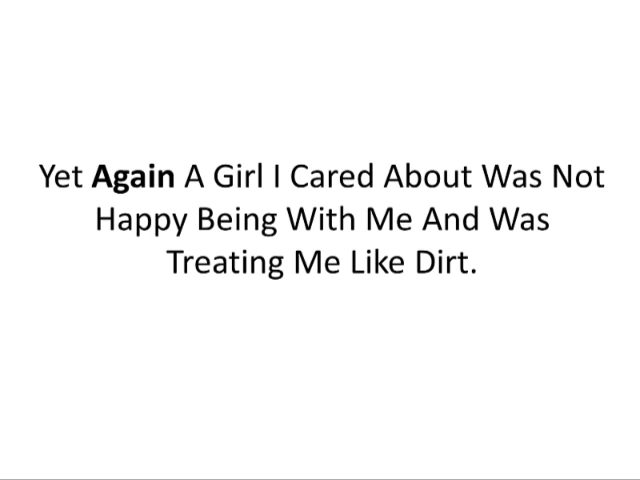 Yet Again A Girl I Cared About Was Not
Happy Being With Me And Was
Treating Me Like Dirt.